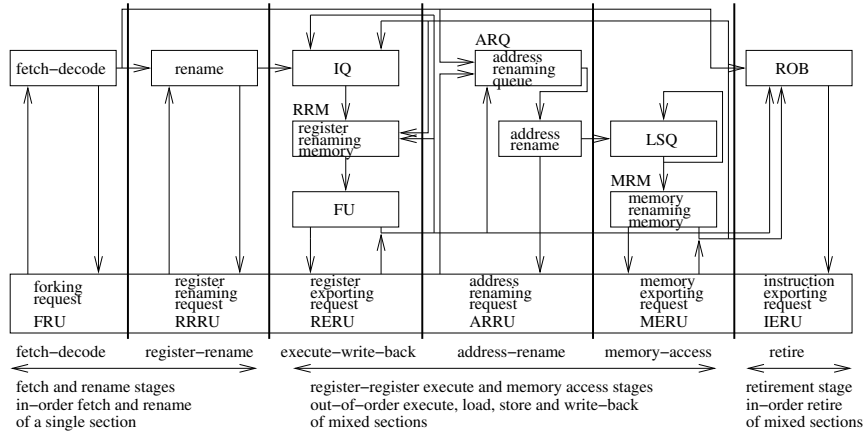 fetch−decode
rename
IQ
ARQ
address
renaming
queue
ROB
RRM
register
renaming
memory
address
rename
LSQ
MRM
memory
renaming
memory
FU
forking
request
FRU
register
renaming
request
RRRU
register
exporting
request
RERU
address
renaming
request
ARRU
memory
exporting
request
MERU
instruction
exporting
request
IERU
fetch−decode
register−rename
execute−write−back
address−rename
memory−access
retire
fetch and rename stages
in−order fetch and rename
of a single section
register−register execute and memory access stages
out−of−order execute, load, store and write−back
of mixed sections
retirement stage
in−order retire
of mixed sections